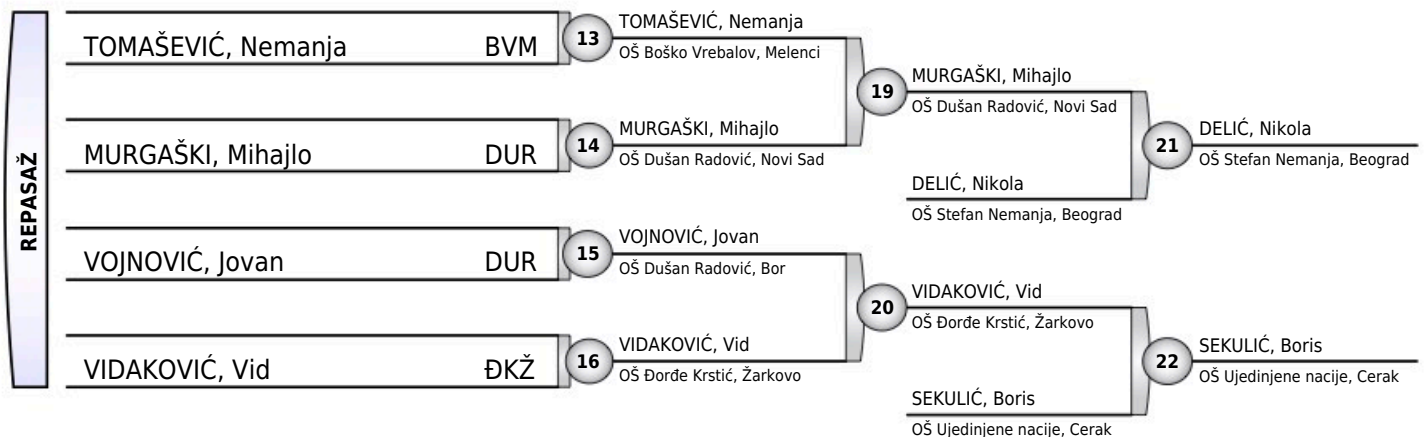 REPASAŽ
TOMAŠEVIĆ, Nemanja BVM
MURGAŠKI, Mihajlo DUR
VOJNOVIĆ, Jovan DUR
VIDAKOVIĆ, Vid ĐKŽ
13
TOMAŠEVIĆ, Nemanja
OŠ Boško Vrebalov, Melenci
14
MURGAŠKI, Mihajlo
OŠ Dušan Radović, Novi Sad
15
VOJNOVIĆ, Jovan
OŠ Dušan Radović, Bor
16
VIDAKOVIĆ, Vid
OŠ Đorđe Krstić, Žarkovo
19
MURGAŠKI, Mihajlo
OŠ Dušan Radović, Novi Sad
DELIĆ, Nikola
OŠ Stefan Nemanja, Beograd
20
VIDAKOVIĆ, Vid
OŠ Đorđe Krstić, Žarkovo
SEKULIĆ, Boris
OŠ Ujedinjene nacije, Cerak
21
DELIĆ, Nikola
OŠ Stefan Nemanja, Beograd
22
SEKULIĆ, Boris
OŠ Ujedinjene nacije, Cerak